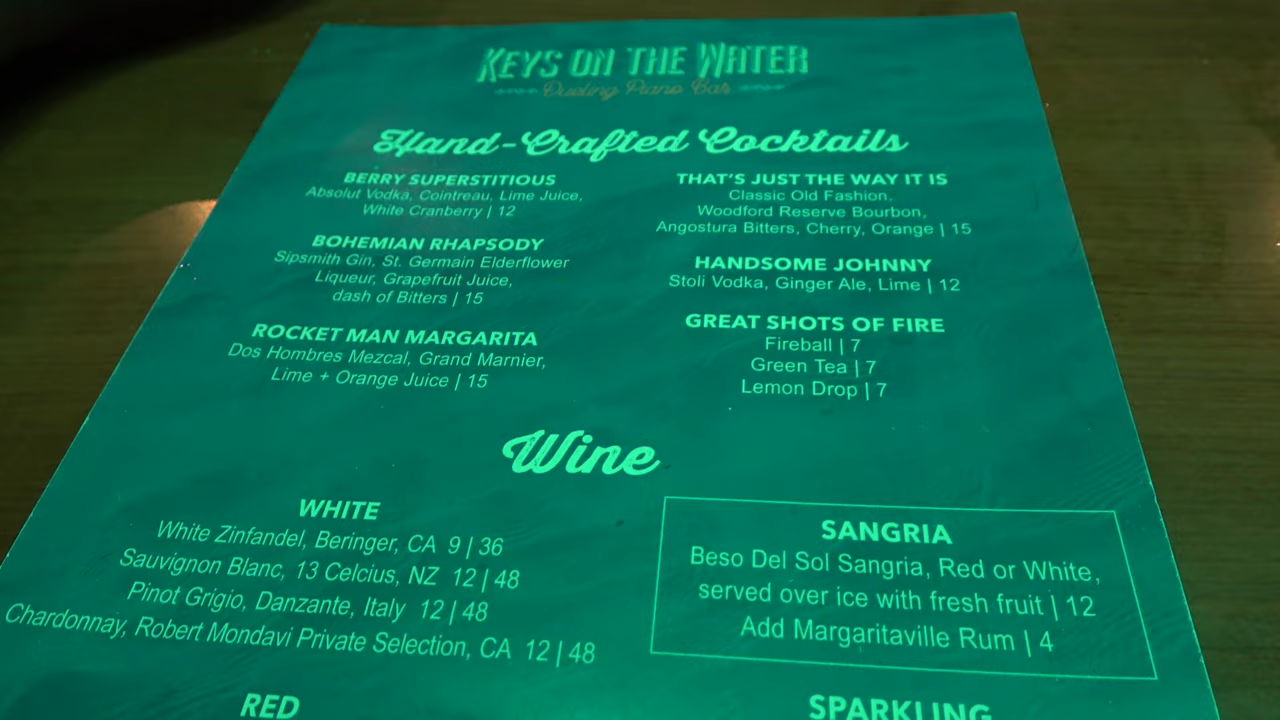 KEYS ON THE WATER
Dueling Piano Bar
Hand-Crafted Cocktails
BERRY SUPERSTITIOUS
Absolut Vodka, Cointreau, Lime Juice,
White Cranberry | 12
BOHEMIAN RHAPSODY
Sipsmith Gin, St. Germain Elderflower
Liqueur, Grapefruit Juice,
dash of Bitters | 15
ROCKET MAN MARGARITA
Dos Hombres Mezcal, Grand Marnier,
Lime + Orange Juice | 15
THAT'S JUST THE WAY IT IS
Classic Old Fashion.
Woodford Reserve Bourbon,
Angostura Bitters, Cherry, Orange | 15
HANDSOME JOHNNY
Stoli Vodka, Ginger Ale, Lime | 12
GREAT SHOTS OF FIRE
Fireball | 7
Green Tea | 7
Lemon Drop | 7
Wine
WHITE
White Zinfandel, Beringer, CA 9 | 36
Sauvignon Blanc, 13 Celcius, NZ 12 | 48
Pinot Grigio, Danzante, Italy 12 | 48
Chardonnay, Robert Mondavi Private Selection, CA 12 | 48
SANGRIA
Beso Del Sol Sangria, Red or White,
served over ice with fresh fruit | 12
Add Margaritaville Rum | 4
RED
SPARKLING